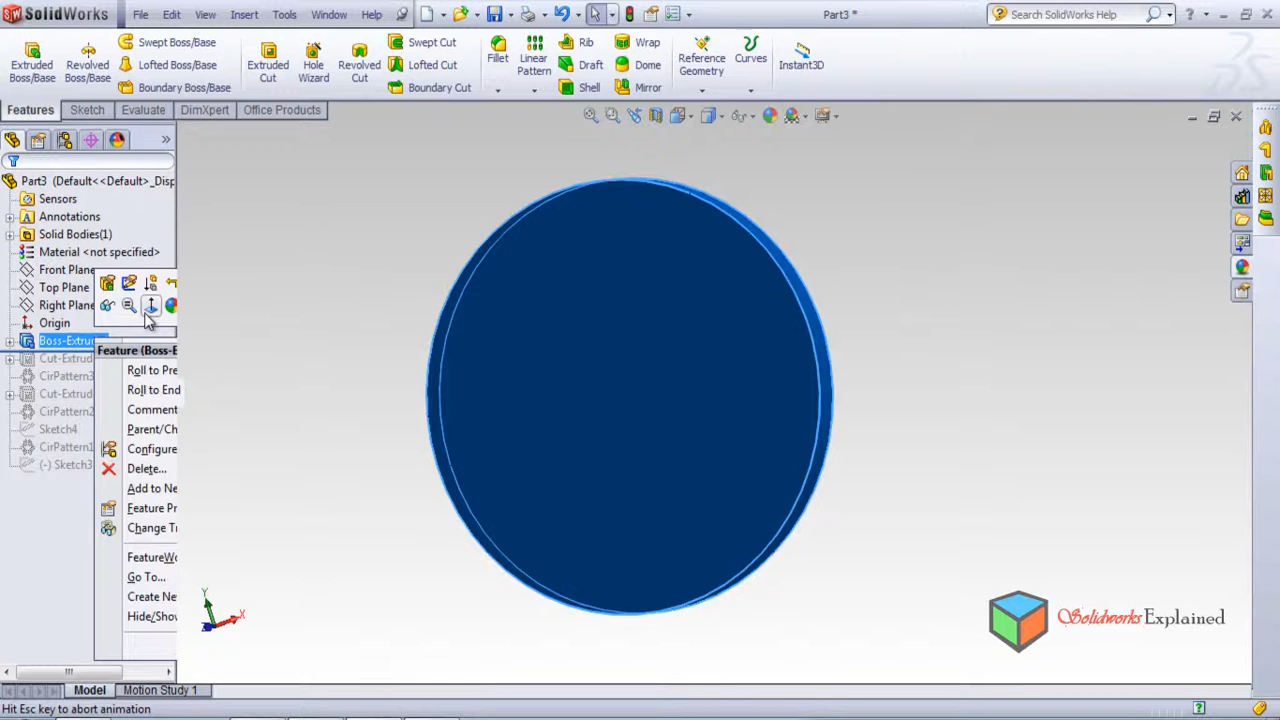 SolidWorks
File
Edit
View
Insert
Tools
Window
Help
Part3 *
Search SolidWorks Help
Extruded Boss/Base
Revolved Boss/Base
Swept Boss/Base
Lofted Boss/Base
Boundary Boss/Base
Extruded Cut
Hole Wizard
Revolved Cut
Swept Cut
Lofted Cut
Boundary Cut
Fillet
Linear Pattern
Rib
Draft
Shell
Wrap
Dome
Mirror
Reference Geometry
Curves
Instant3D
Features
Sketch
Evaluate
DimXpert
Office Products
Part3 (Default<<Default>_Disp
Sensors
Annotations
Solid Bodies(1)
Material <not specified>
Front Plane
Top Plane
Right Plane
Origin
Boss-Extru
Feature (Boss-E
Cut-Extrud
Roll to Pre
CirPattern3
Roll to End
Cut-Extrud
Comment
CirPattern2
Parent/Ch
Sketch4
Configure
CirPattern1
Delete...
(-) Sketch3
Add to Ne
Feature Pr
Change Tr
FeatureWo
Go To...
Create New
Hide/Show
Y
X
Solidworks Explained
Model
Motion Study 1
Hit Esc key to abort animation